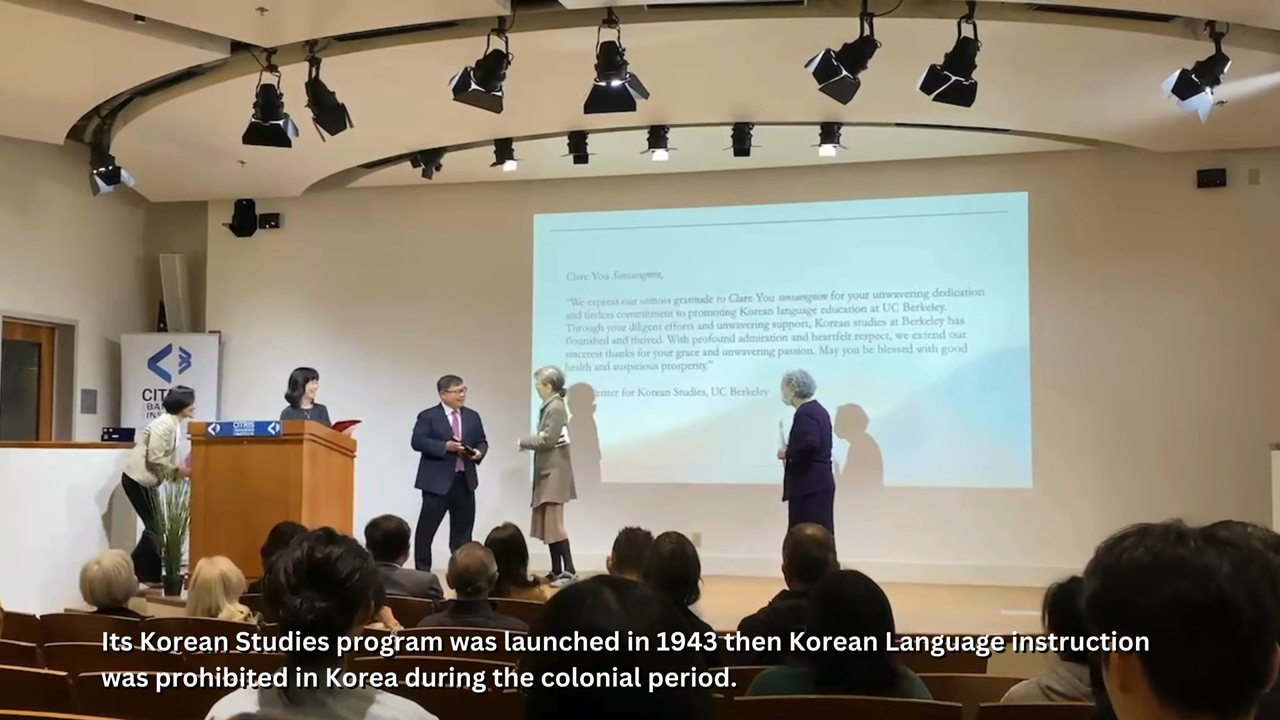 Clare You Sonsaengnim,
"We express our utmost gratitude to Clare You sonsaengnim for your unwavering dedication
and tireless commitment to promoting Korean language education at UC Berkeley.
Through your diligent efforts and unwavering support, Korean studies at Berkeley has
flourished and thrived. With profound admiration and heartfelt respect, we extend our
sincerest thanks for your grace and unwavering passion. May you be blessed with good
health and auspicious prosperity."
for Korean Studies, UC Berkeley
CITRIS
Its Korean Studies program was launched in 1943 then Korean Language instruction
was prohibited in Korea during the colonial period.